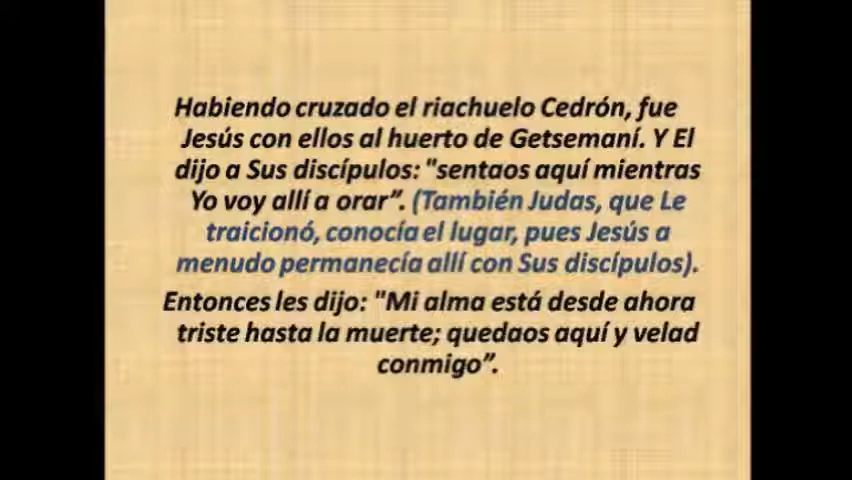 Habiendo cruzado el riachuelo Cedrón, fue
Jesús con ellos al huerto de Getsemaní. Y El
dijo a Sus discípulos: "sentaos aquí mientras
Yo voy allí a orar”. (También Judas, que Le
traicionó, conocía el lugar, pues Jesús a
menudo permanecía allí con Sus discípulos).
Entonces les dijo: "Mi alma está desde ahora
triste hasta la muerte; quedaos aquí y velad
conmigo”.